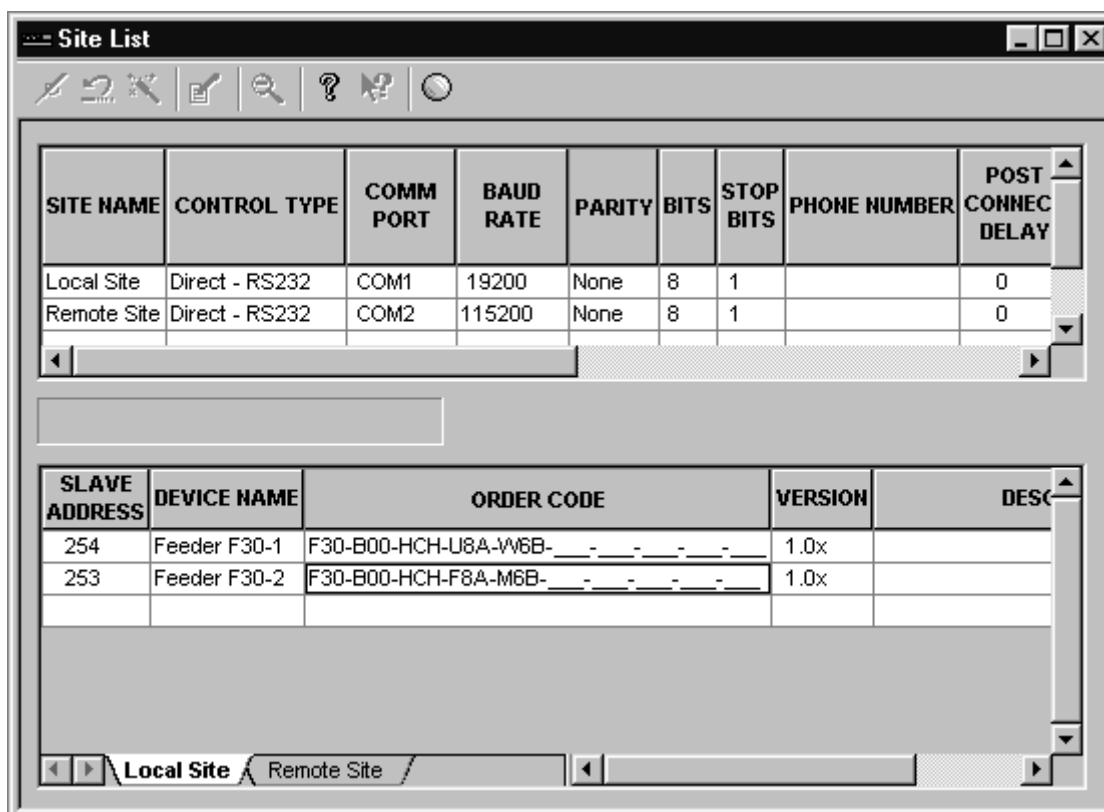 Site List
SITE NAME CONTROL TYPE COMM PORT BAUD RATE PARITY BITS STOP BITS PHONE NUMBER POST CONNEC DELAY
Local Site Direct - RS232 COM1 19200 None 8 1 0
Remote Site Direct - RS232 COM2 115200 None 8 1 0
SLAVE ADDRESS DEVICE NAME ORDER CODE VERSION DESC
254 Feeder F30-1 F30-B00-HCH-U8A-W6B-___-___-___-___-___ 1.0x
253 Feeder F30-2 F30-B00-HCH-F8A-M6B-___-___-___-___-___ 1.0x
Local Site Remote Site